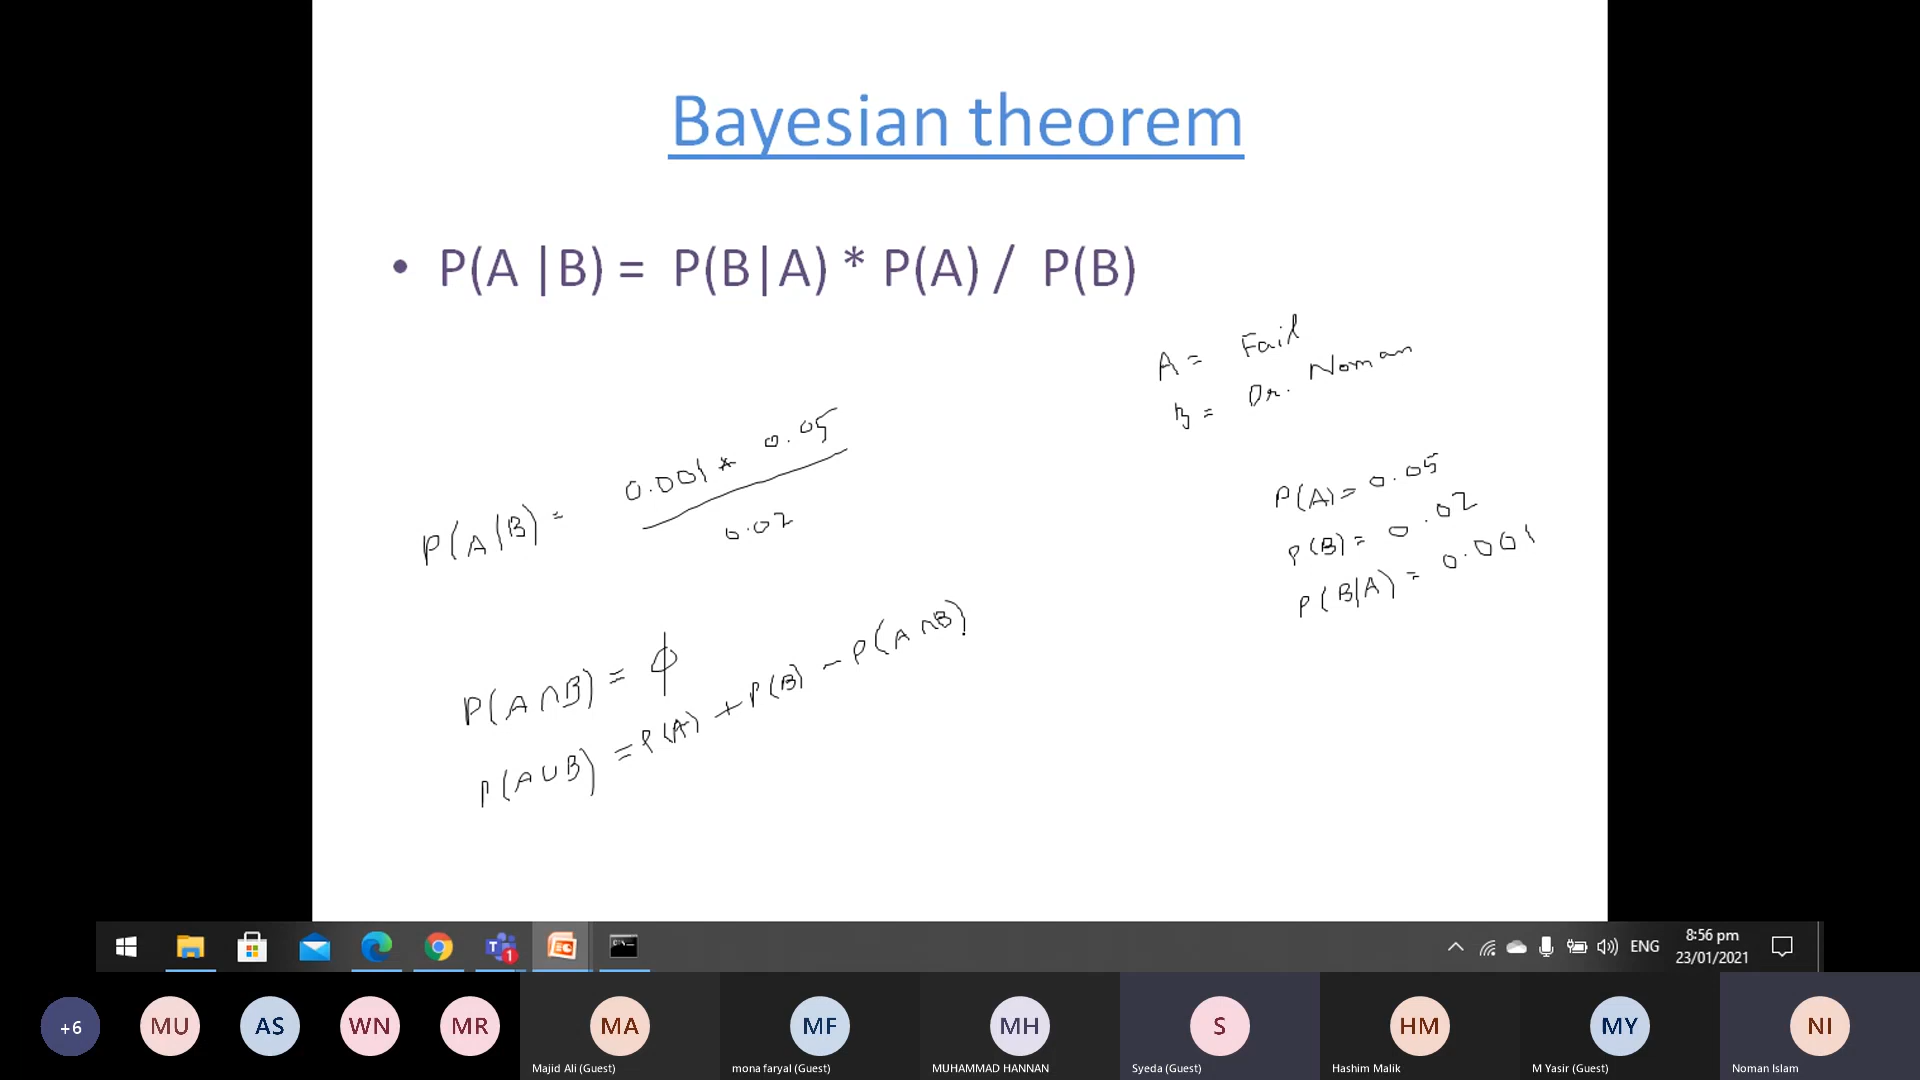 Bayesian theorem
• P(A |B) = P(B|A) * P(A) / P(B)
A = Fail
B = Dr. Noman
P(A|B) = 0.001 * 0.05
0.02
P(A) = 0.05
P(B) = 0.02
P(B|A) = 0.001
P(A∩B) = ϕ
P(A∪B) = P(A) + P(B) - P(A∩B)
1
ENG
8:56 pm
23/01/2021
+6 MU AS WN MR MA MF MH S HM MY NI
Majid Ali (Guest) mona faryal (Guest) MUHAMMAD HANNAN Syeda (Guest) Hashim Malik M Yasir (Guest) Noman Islam